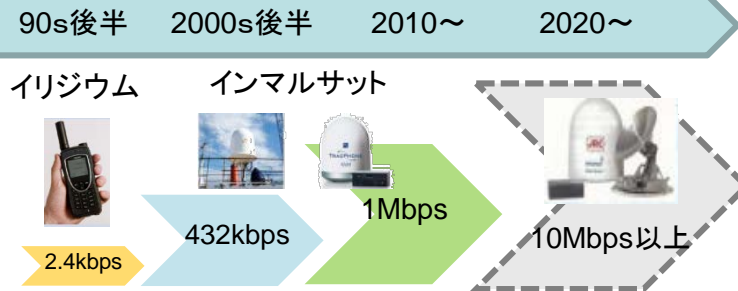 90s後半 2000s後半 2010～ 2020～
イリジウム インマルサット
TRACPHONE
1Mbps
432kbps
10Mbps以上
2.4kbps